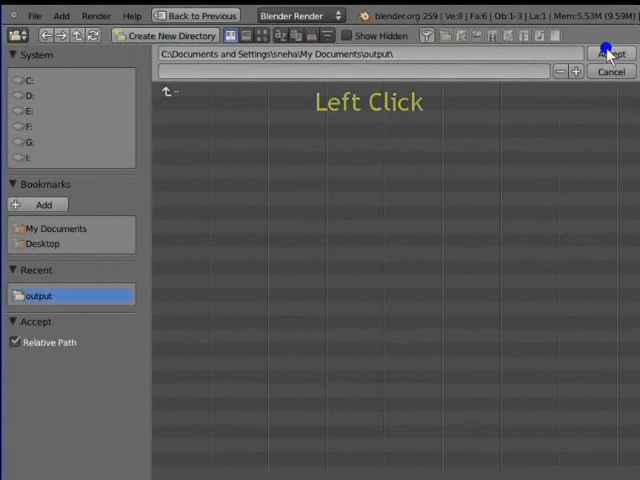 File Add Render Help Back to Previous Blender Render blender.org 259 | Ve:8 | Fa:6 | Ob:1-3 | La:1 | Mem:5.53M (9.59M)
Create New Directory Show Hidden
System
C:\Documents and Settings\sneha\My Documents\output\ Accept
Cancel
C:
D:
E:
F:
G:
I:
..
Left Click
Bookmarks
Add
My Documents
Desktop
Recent
output
Accept
Relative Path